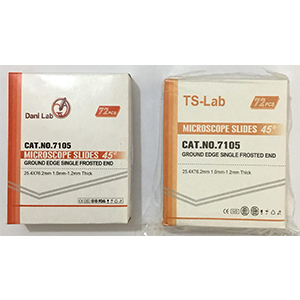 Dani Lab
72PCS
CAT.NO.7105
MICROSCOPE SLIDES 45°
GROUND EDGE SINGLE FROSTED END
25.4X76.2mm 1.0mm-1.2mm Thick
TS-Lab
72PCS
MICROSCOPE SLIDES 45°
CAT.NO.7105
GROUND EDGE SINGLE FROSTED END
25.4X76.2mm 1.0mm-1.2mm Thick